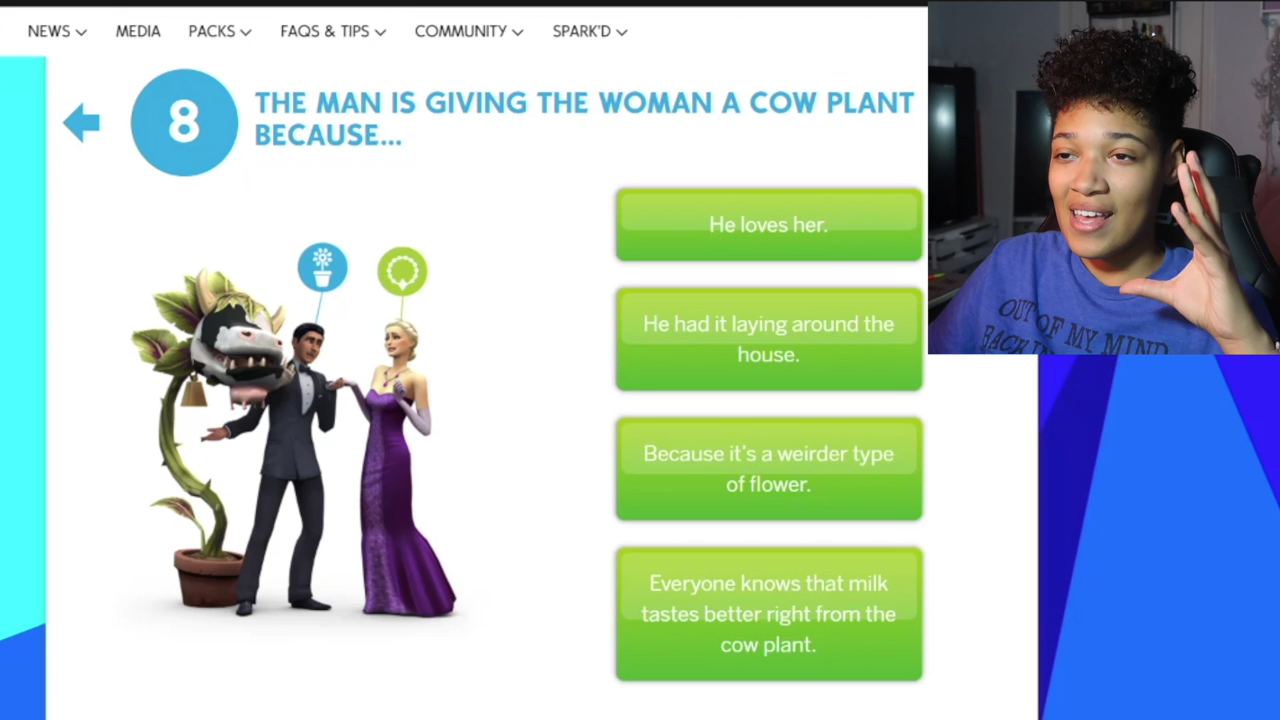 NEWS MEDIA PACKS FAQS & TIPS COMMUNITY SPARK'D
8
THE MAN IS GIVING THE WOMAN A COW PLANT
BECAUSE...
He loves her.
He had it laying around the
house.
Because it's a weirder type
of flower.
Everyone knows that milk
tastes better right from the
cow plant.
OUT OF MY MIND
BACK IN